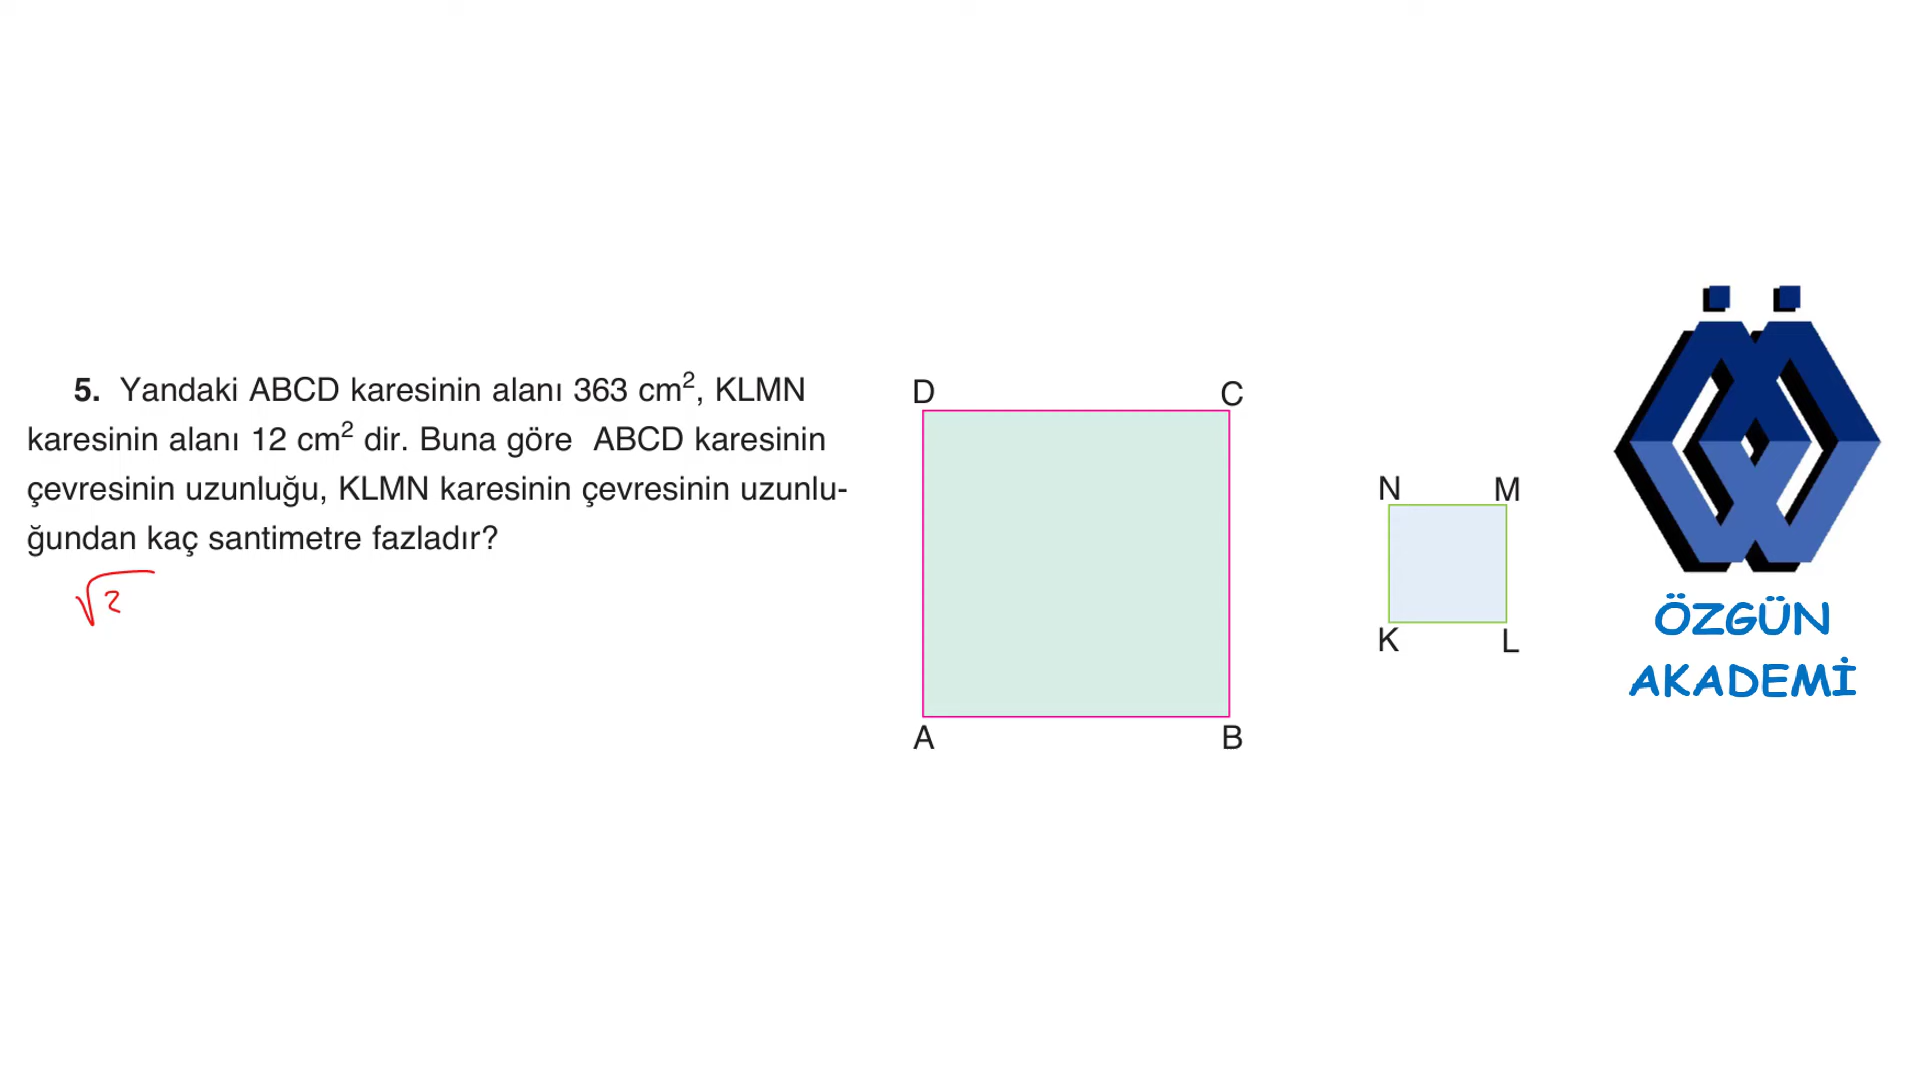 5. Yandaki ABCD karesinin alanı 363 cm², KLMN
karesinin alanı 12 cm² dir. Buna göre ABCD karesinin
çevresinin uzunluğu, KLMN karesinin çevresinin uzunlu-
ğundan kaç santimetre fazladır?
D C
A B
N M
K L
ÖZGÜN
AKADEMİ